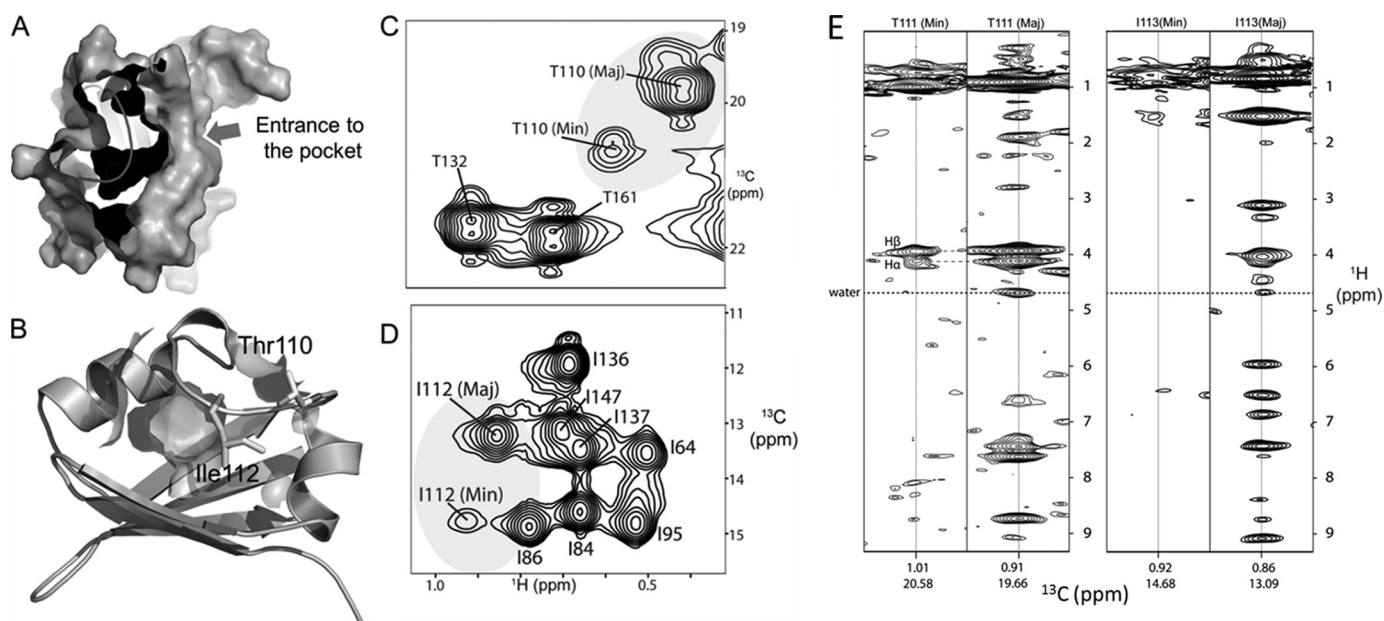 A
Entrance to
the pocket
B
Thr110
Ile112
C
T110 (Maj)
T110 (Min)
T132
T161
19
20
13C
(ppm)
22
D
I136
I112 (Maj)
I147
I137
I64
I112 (Min)
I86
I84
I95
11
12
13C
(ppm)
13
14
15
1.0
1H (ppm)
0.5
E
T111 (Min)
T111 (Maj)
I113(Min)
I113(Maj)
1
2
3
4
5
6
7
8
9
Hβ
Hα
water
1
2
3
4
1H
(ppm)
5
6
7
8
9
1.01
20.58
0.91
19.66
13C (ppm)
0.92
14.68
0.86
13.09